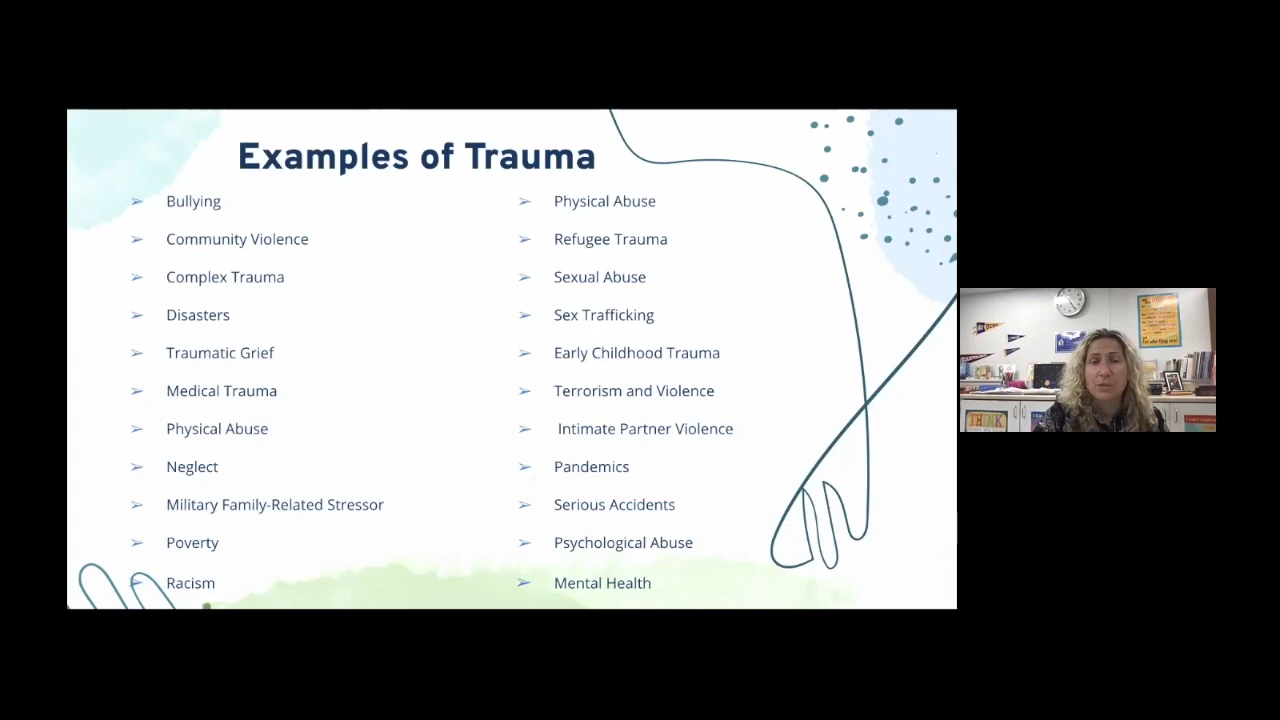 Examples of Trauma
➢ Bullying
➢ Community Violence
➢ Complex Trauma
➢ Disasters
➢ Traumatic Grief
➢ Medical Trauma
➢ Physical Abuse
➢ Neglect
➢ Military Family-Related Stressor
➢ Poverty
➢ Racism
➢ Physical Abuse
➢ Refugee Trauma
➢ Sexual Abuse
➢ Sex Trafficking
➢ Early Childhood Trauma
➢ Terrorism and Violence
➢ Intimate Partner Violence
➢ Pandemics
➢ Serious Accidents
➢ Psychological Abuse
➢ Mental Health
THINK